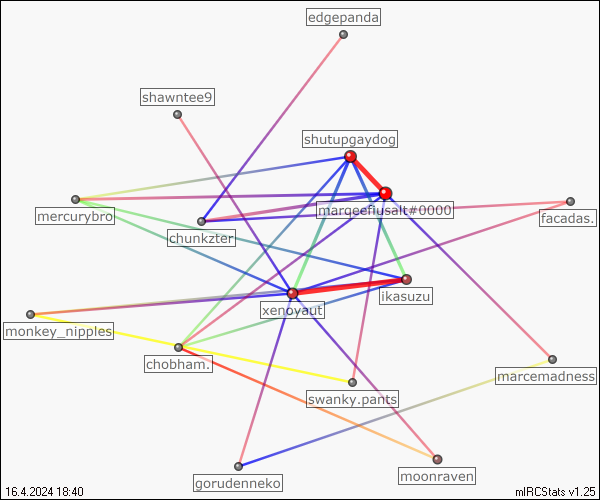 edgepanda
shawntee9
shutupgaydog
marqeefiusalt#0000
mercurybro
facadas.
chunkzter
ikasuzu
xenoyaut
monkey_nipples
chobham.
marcemadness
swanky.pants
moonraven
gorudenneko
16.4.2024 18:40
mIRCStats v1.25